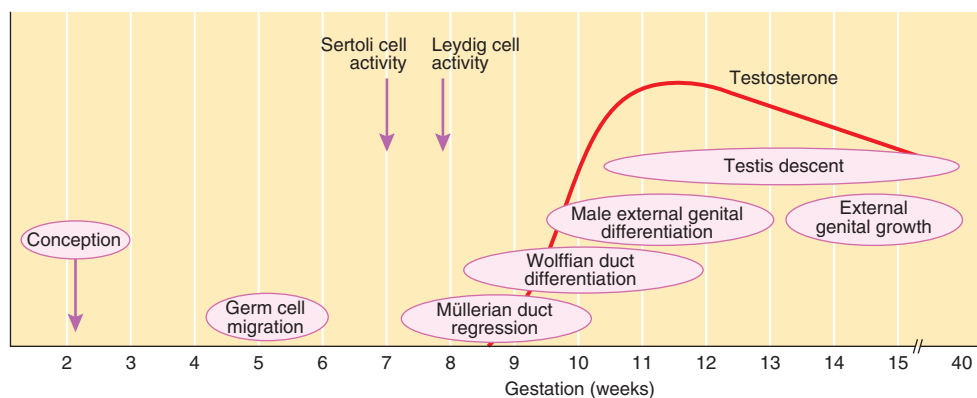 Sertoli cell
activity
Leydig cell
activity
Testosterone
Testis descent
Male external genital
differentiation
External
genital growth
Conception
Wolffian duct
differentiation
Germ cell
migration
Müllerian duct
regression
2 3 4 5 6 7 8 9 10 11 12 13 14 15 // 40
Gestation (weeks)